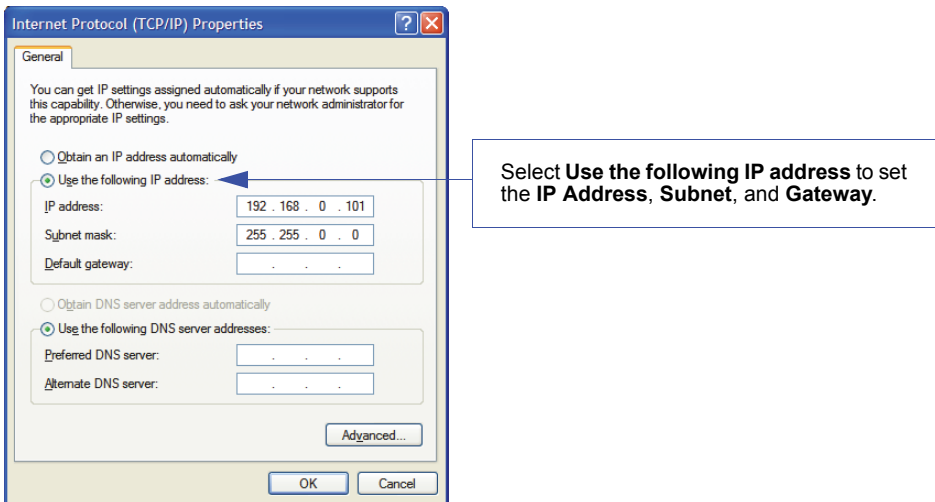 Internet Protocol (TCP/IP) Properties
General
You can get IP settings assigned automatically if your network supports
this capability. Otherwise, you need to ask your network administrator for
the appropriate IP settings.
Obtain an IP address automatically
Use the following IP address:
IP address: 192 . 168 . 0 . 101
Subnet mask: 255 . 255 . 0 . 0
Default gateway: . . .
Obtain DNS server address automatically
Use the following DNS server addresses:
Preferred DNS server: . . .
Alternate DNS server: . . .
Advanced...
OK Cancel
Select Use the following IP address to set
the IP Address, Subnet, and Gateway.